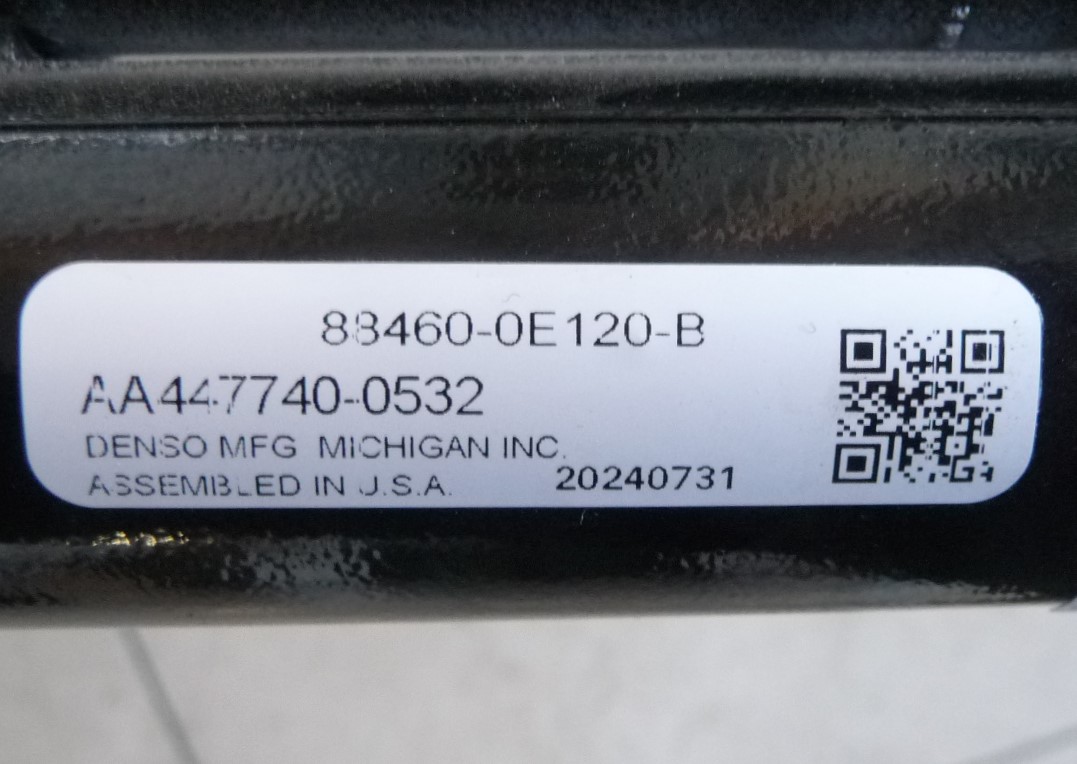 88460-0E120-B
AA447740-0532
DENSO MFG MICHIGAN INC.
ASSEMBLED IN U.S.A. 20240731